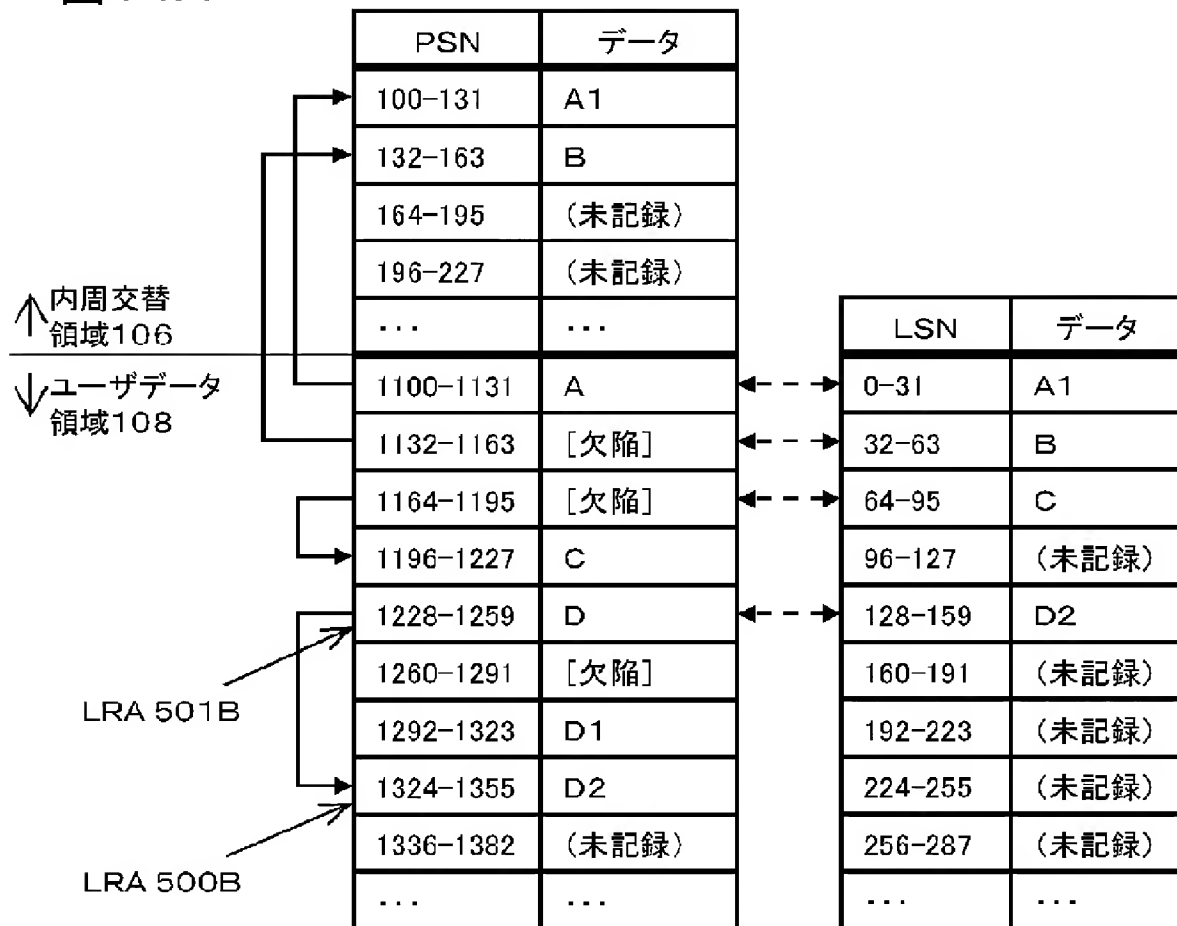 PSN データ
100-131 A1
132-163 B
164-195 (未記録)
196-227 (未記録)
... ...
内周交替
領域106
ユーザデータ
領域108
1100-1131 A
1132-1163 [欠陥]
1164-1195 [欠陥]
1196-1227 C
1228-1259 D
1260-1291 [欠陥]
1292-1323 D1
1324-1355 D2
1336-1382 (未記録)
... ...
LRA 501B
LRA 500B
LSN データ
0-31 A1
32-63 B
64-95 C
96-127 (未記録)
128-159 D2
160-191 (未記録)
192-223 (未記録)
224-255 (未記録)
256-287 (未記録)
... ...